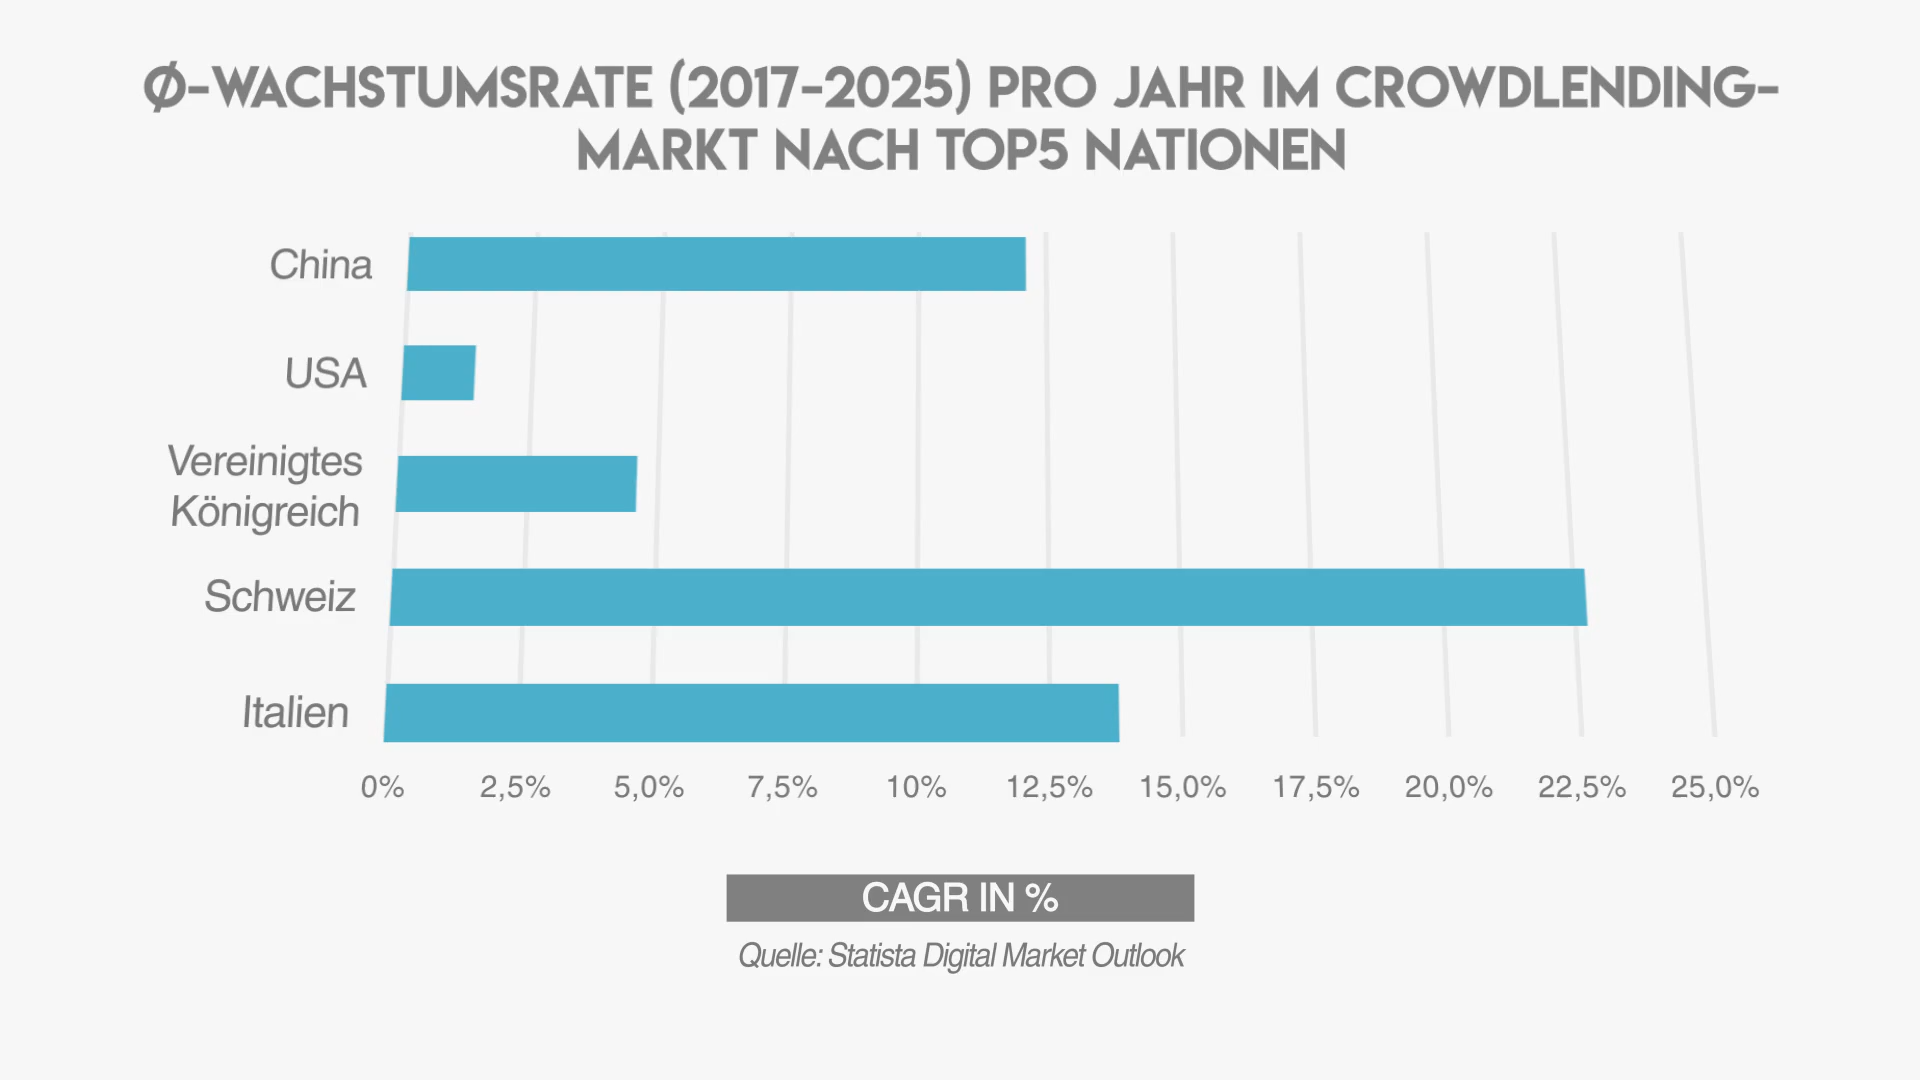 Ø-WACHSTUMSRATE (2017-2025) PRO JAHR IM CROWDLENDING-
MARKT NACH TOP5 NATIONEN
China
USA
Vereinigtes
Königreich
Schweiz
Italien
0% 2,5% 5,0% 7,5% 10% 12,5% 15,0% 17,5% 20,0% 22,5% 25,0%
CAGR IN %
Quelle: Statista Digital Market Outlook